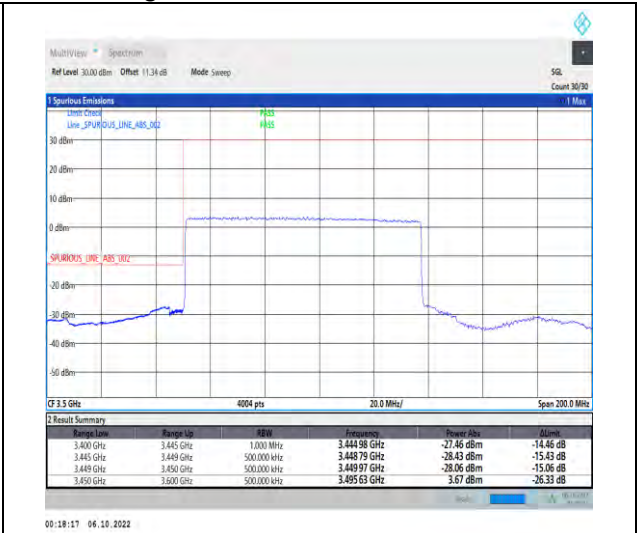 MultiView Spectrum
Ref Level 30.00 dBm Offset 11.34 dB Mode Sweep SGL
Count 30/30
1 Spurious Emissions 1 Max
Limit Check PASS
Line _SPURIOUS_LINE_ABS_002 PASS
30 dBm
20 dBm
10 dBm
0 dBm
SPURIOUS_LINE_ABS_002
-20 dBm
-30 dBm
-40 dBm
-50 dBm
CF 3.5 GHz 4004 pts 20.0 MHz/ Span 200.0 MHz
2 Result Summary
Range Low Range Up RBW Frequency Power Abs ΔLimit
3.400 GHz 3.445 GHz 1.000 MHz 3.444 98 GHz -27.46 dBm -14.46 dB
3.445 GHz 3.449 GHz 500.000 kHz 3.448 79 GHz -28.43 dBm -15.43 dB
3.449 GHz 3.450 GHz 500.000 kHz 3.449 97 GHz -28.06 dBm -15.06 dB
3.450 GHz 3.600 GHz 500.000 kHz 3.495 63 GHz 3.67 dBm -26.33 dB
00:18:17 06.10.2022